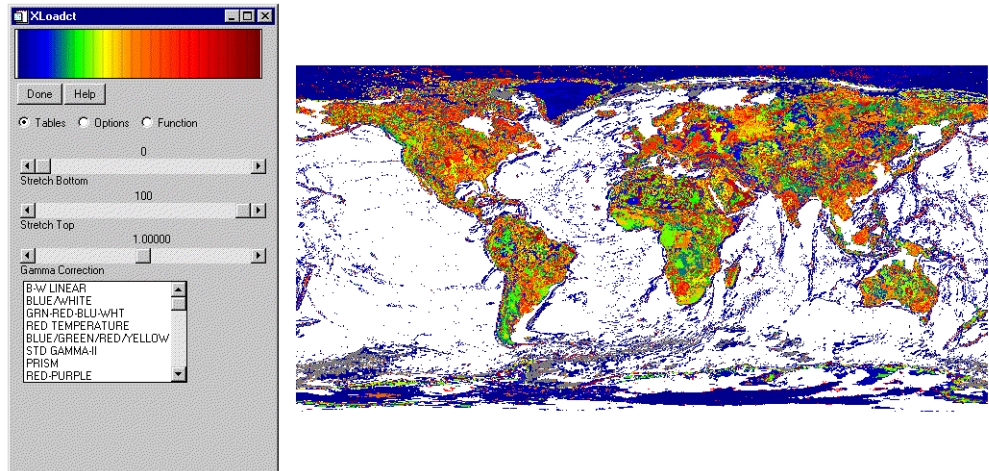 XLoadct
Done Help
Tables Options Function
0
Stretch Bottom
100
Stretch Top
1.00000
Gamma Correction
B-W LINEAR
BLUE/WHITE
GRN-RED-BLU-WHT
RED TEMPERATURE
BLUE/GREEN/RED/YELLOW
STD GAMMA-II
PRISM
RED-PURPLE